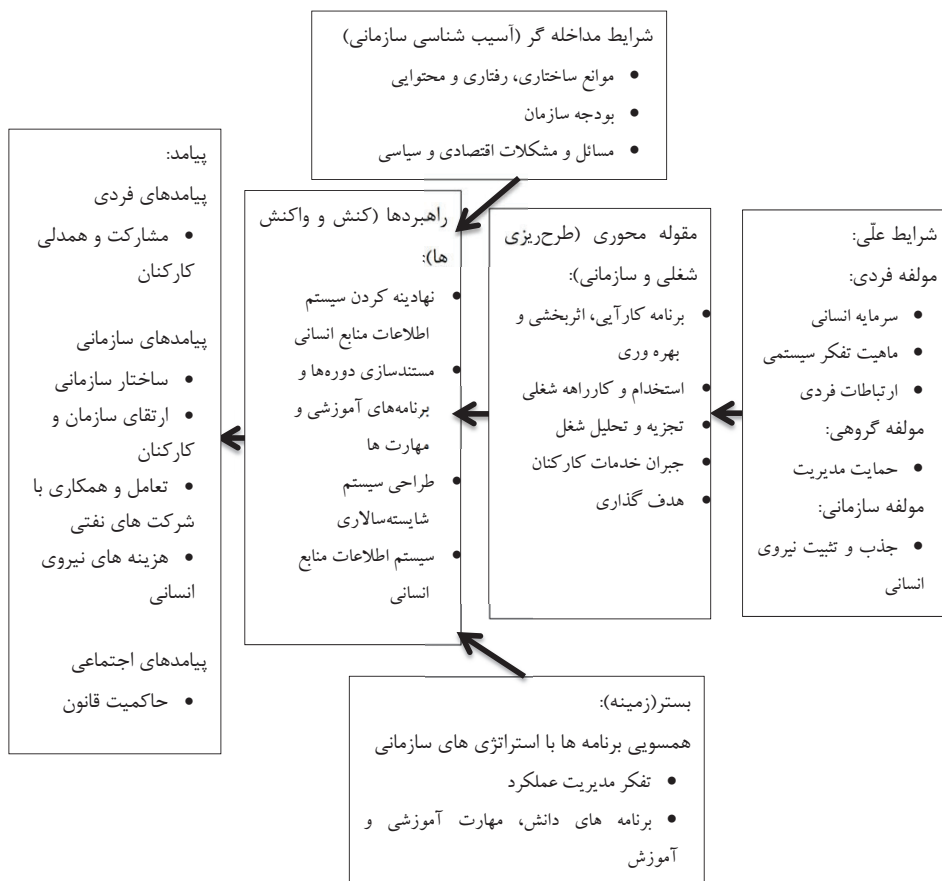 شرایط مداخله گر (آسیب شناسی سازمانی)
• موانع ساختاری، رفتاری و محتوایی
• بودجه سازمان
• مسائل و مشکلات اقتصادی و سیاسی
شرایط علّی:
مولفه فردی:
• سرمایه انسانی
• ماهیت تفکر سیستمی
• ارتباطات فردی
مولفه گروهی:
• حمایت مدیریت
مولفه سازمانی:
• جذب و تثبیت نیروی
انسانی
مقوله محوری (طرح‌ریزی
شغلی و سازمانی):
• برنامه کارآیی، اثربخشی و
بهره وری
• استخدام و کارراهه شغلی
• تجزیه و تحلیل شغل
• جبران خدمات کارکنان
• هدف گذاری
راهبردها (کنش و واکنش
ها):
• نهادینه کردن سیستم
اطلاعات منابع انسانی
• مستندسازی دوره‌ها و
برنامه‌های آموزشی و
مهارت ها
• طراحی سیستم
شایسته‌سالاری
• سیستم اطلاعات منابع
انسانی
پیامد:
پیامدهای فردی
• مشارکت و همدلی
کارکنان
پیامدهای سازمانی
• ساختار سازمانی
• ارتقای سازمان و
کارکنان
• تعامل و همکاری با
شرکت های نفتی
• هزینه های نیروی
انسانی
پیامدهای اجتماعی
• حاکمیت قانون
بستر(زمینه):
همسویی برنامه ها با استراتژی های سازمانی
• تفکر مدیریت عملکرد
• برنامه های دانش، مهارت آموزشی و
آموزش